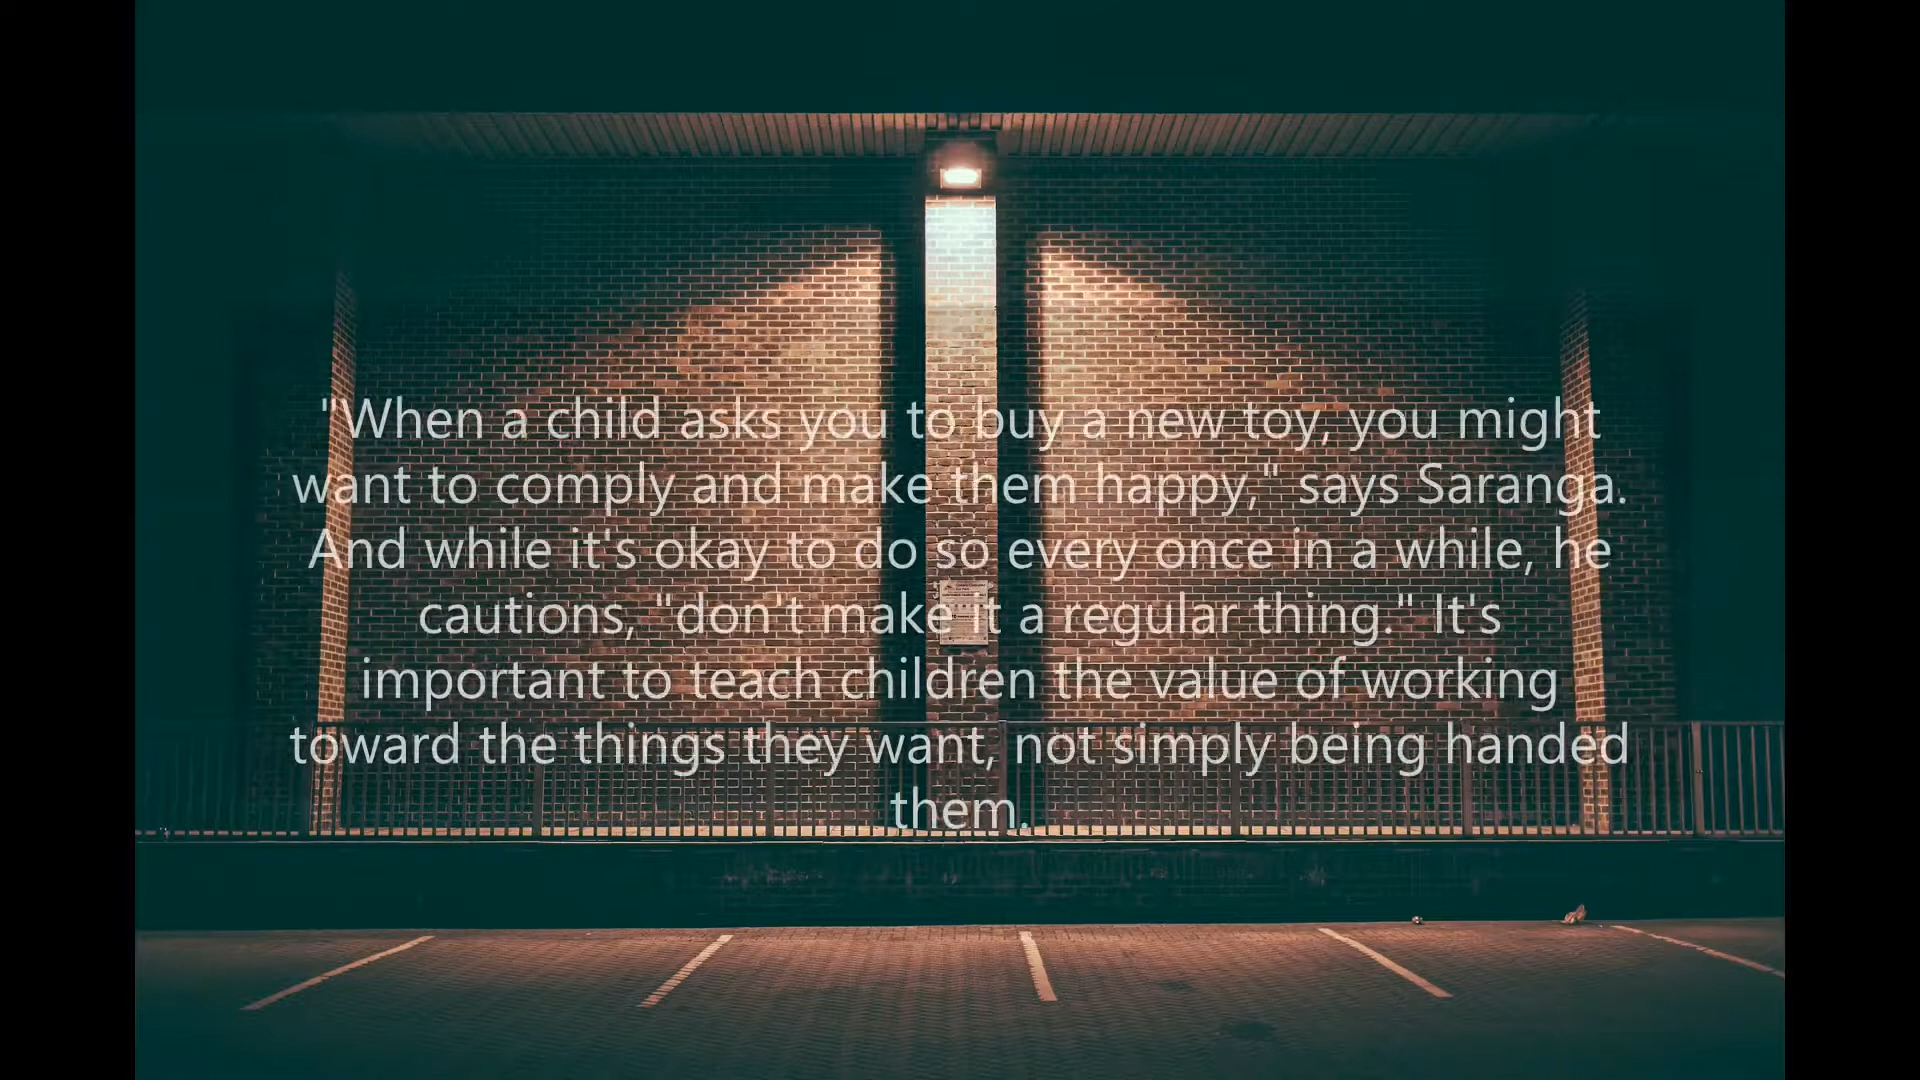 "When a child asks you to buy a new toy, you might
want to comply and make them happy," says Saranga.
And while it's okay to do so every once in a while, he
cautions, "don't make it a regular thing." It's
important to teach children the value of working
toward the things they want, not simply being handed
them.